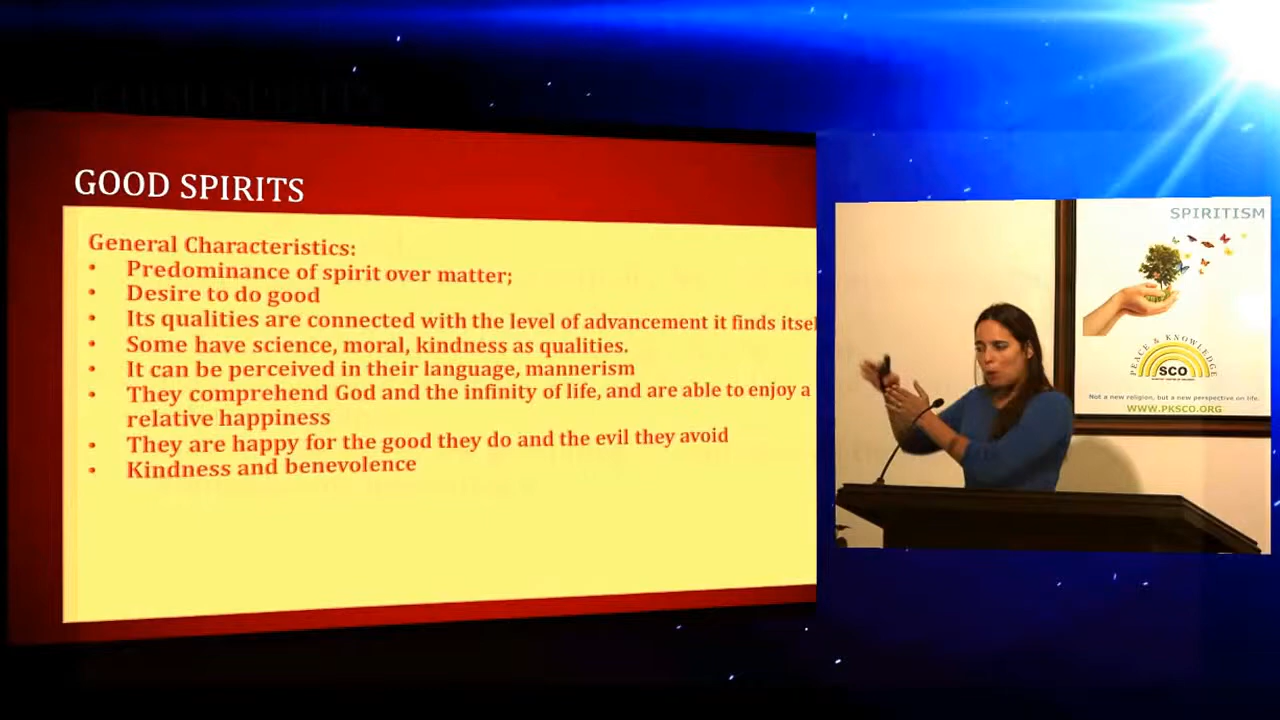 GOOD SPIRITS
General Characteristics:
• Predominance of spirit over matter;
• Desire to do good
• Its qualities are connected with the level of advancement it finds itsel
• Some have science, moral, kindness as qualities.
• It can be perceived in their language, mannerism
• They comprehend God and the infinity of life, and are able to enjoy a
relative happiness
• They are happy for the good they do and the evil they avoid
• Kindness and benevolence
SPIRITISM
PEACE & KNOWLEDGE
SCO
Not a new religion, but a new perspective on life.
WWW.PKSCO.ORG